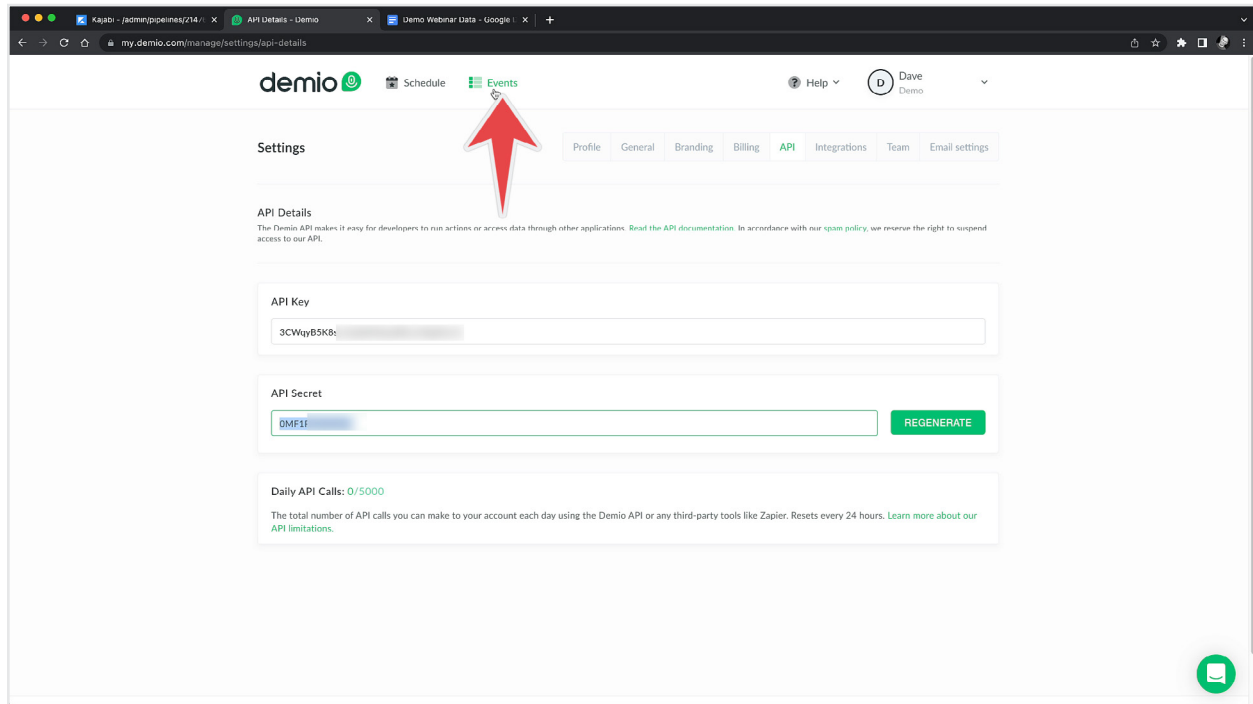 Kajabi - /admin/pipelines/2147
API Details - Demio
Demo Webinar Data - Google
my.demio.com/manage/settings/api-details
demio
Schedule
Events
Help
D
Dave
Demo
Settings
Profile
General
Branding
Billing
API
Integrations
Team
Email settings
API Details
The Demio API makes it easy for developers to run actions or access data through other applications. Read the API documentation. In accordance with our spam policy, we reserve the right to suspend
access to our API.
API Key
3CWqyB5K8
API Secret
0MF1
REGENERATE
Daily API Calls: 0/5000
The total number of API calls you can make to your account each day using the Demio API or any third-party tools like Zapier. Resets every 24 hours. Learn more about our
API limitations.